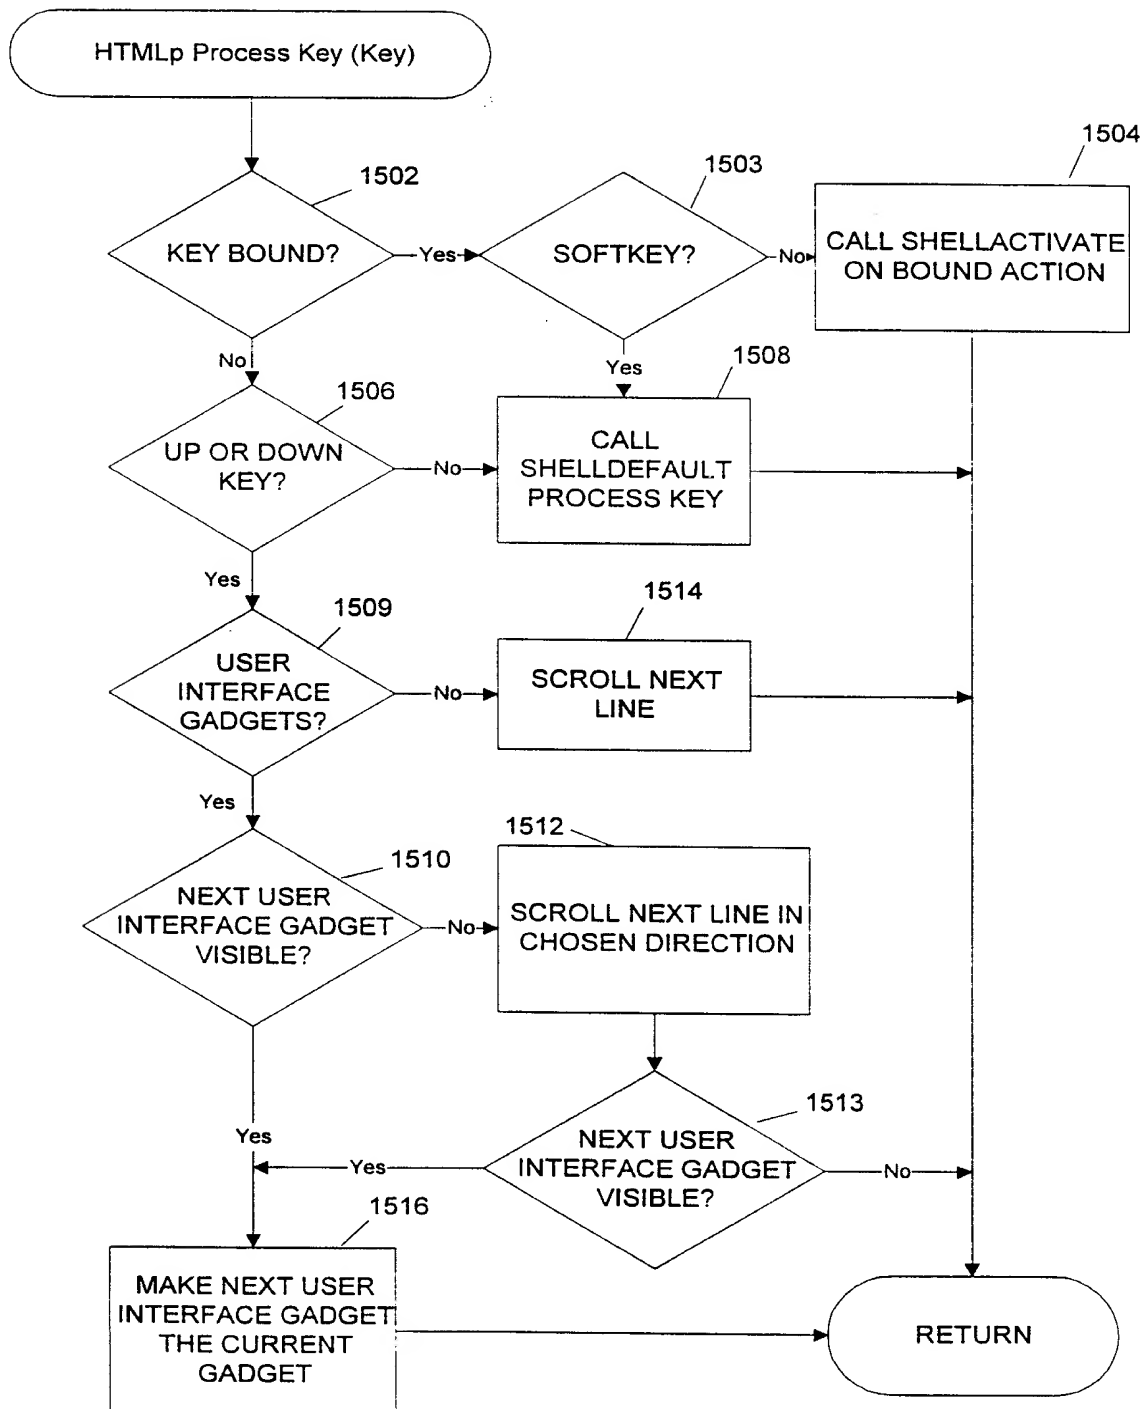 HTMLp Process Key (Key)
1502
KEY BOUND?
Yes
1503
SOFTKEY?
No
1504
CALL SHELLACTIVATE
ON BOUND ACTION
No
Yes
1506
UP OR DOWN
KEY?
No
1508
CALL
SHELLDEFAULT
PROCESS KEY
Yes
1509
USER
INTERFACE
GADGETS?
No
1514
SCROLL NEXT
LINE
Yes
1510
NEXT USER
INTERFACE GADGET
VISIBLE?
No
1512
SCROLL NEXT LINE IN
CHOSEN DIRECTION
Yes
1513
NEXT USER
INTERFACE GADGET
VISIBLE?
Yes
No
1516
MAKE NEXT USER
INTERFACE GADGET
THE CURRENT
GADGET
RETURN